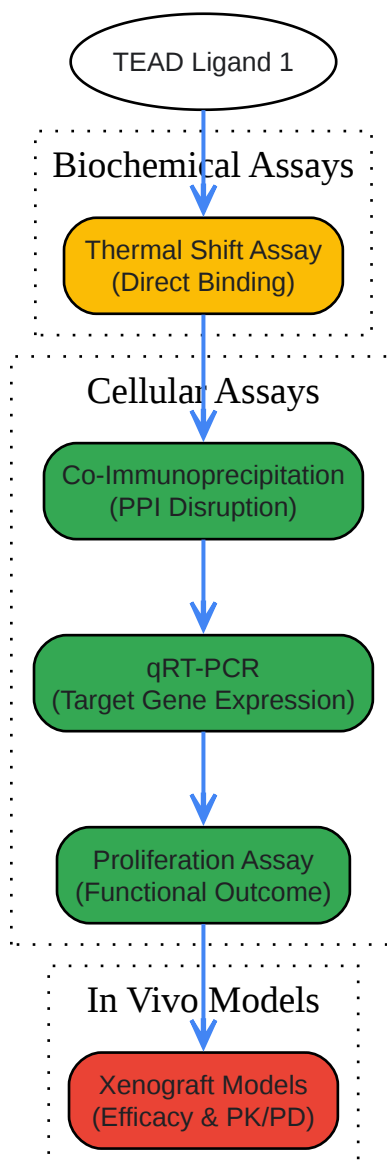 TEAD Ligand 1
Biochemical Assays
Thermal Shift Assay
(Direct Binding)
Cellular Assays
Co-Immunoprecipitation
(PPI Disruption)
qRT-PCR
(Target Gene Expression)
Proliferation Assay
(Functional Outcome)
In Vivo Models
Xenograft Models
(Efficacy & PK/PD)